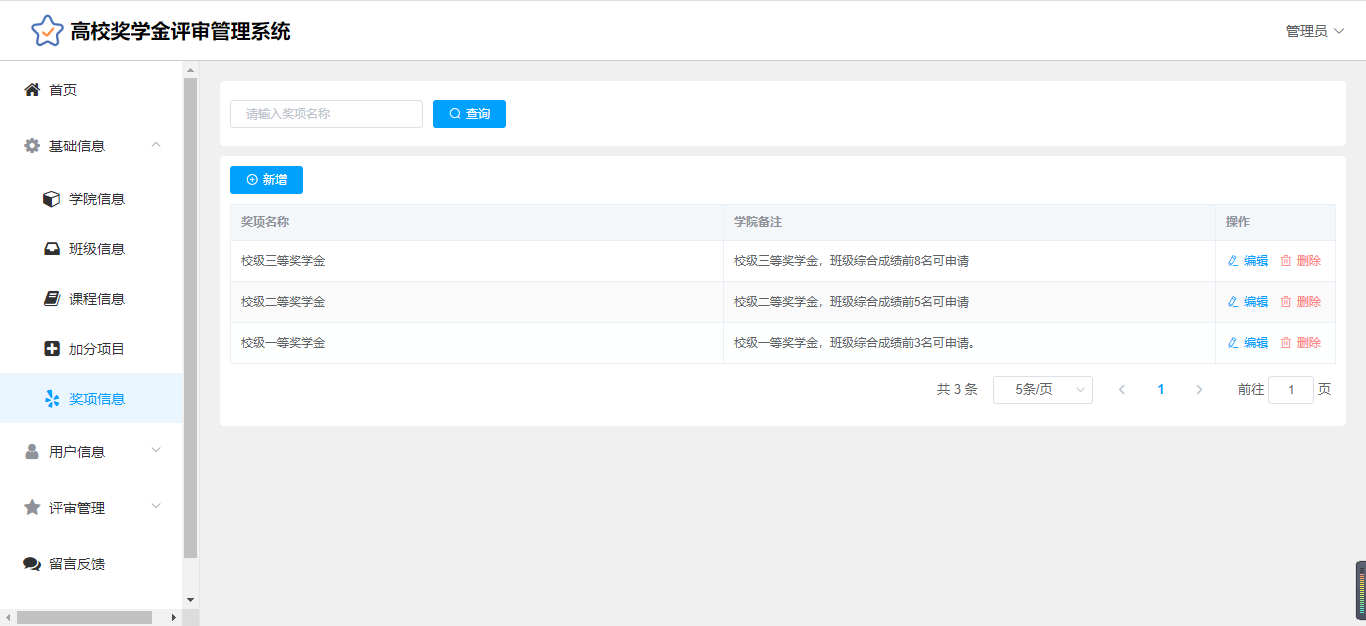 高校奖学金评审管理系统
管理员
首页
基础信息
学院信息
班级信息
课程信息
加分项目
奖项信息
用户信息
评审管理
留言反馈
请输入奖项名称
查询
新增
奖项名称 学院备注 操作
校级三等奖学金 校级三等奖学金，班级综合成绩前8名可申请 编辑 删除
校级二等奖学金 校级二等奖学金，班级综合成绩前5名可申请 编辑 删除
校级一等奖学金 校级一等奖学金，班级综合成绩前3名可申请。 编辑 删除
共 3 条 5条/页 1 前往 1 页